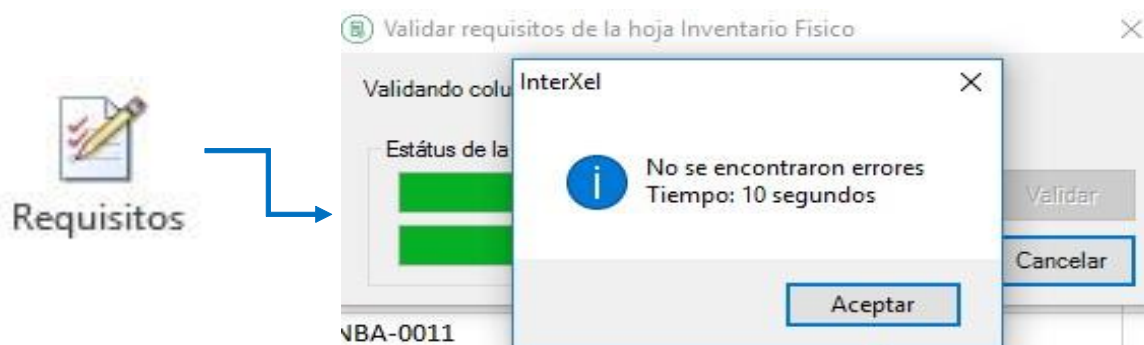 Validar requisitos de la hoja Inventario Fisico
Validando colu
InterXel
Estátus de la
No se encontraron errores
Tiempo: 10 segundos
Validar
Cancelar
Aceptar
Requisitos
NBA-0011